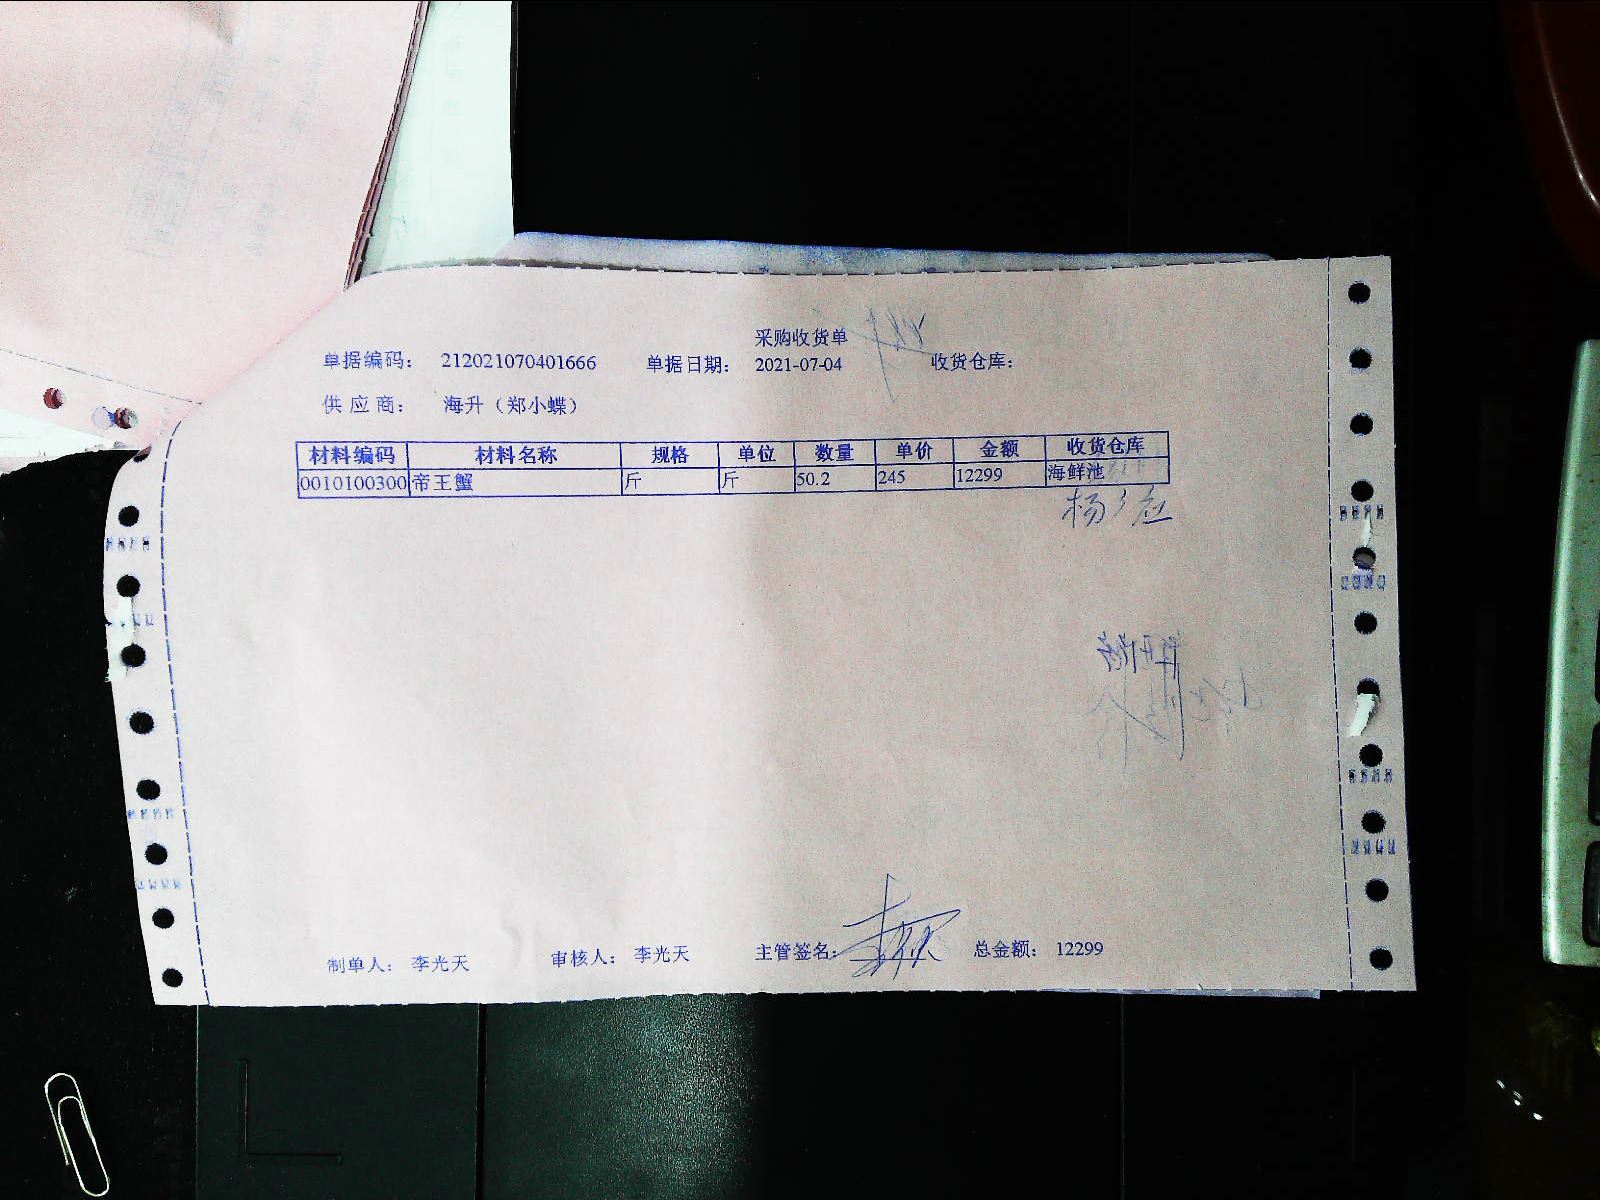 采购收货单
单据编码： 212021070401666 单据日期： 2021-07-04 收货仓库：
供 应 商： 海升（郑小蝶）
材料编码 材料名称 规格 单位 数量 单价 金额 收货仓库
0010100300 帝王蟹 斤 斤 50.2 245 12299 海鲜池
制单人： 李光天 审核人： 李光天 主管签名： 总金额： 12299